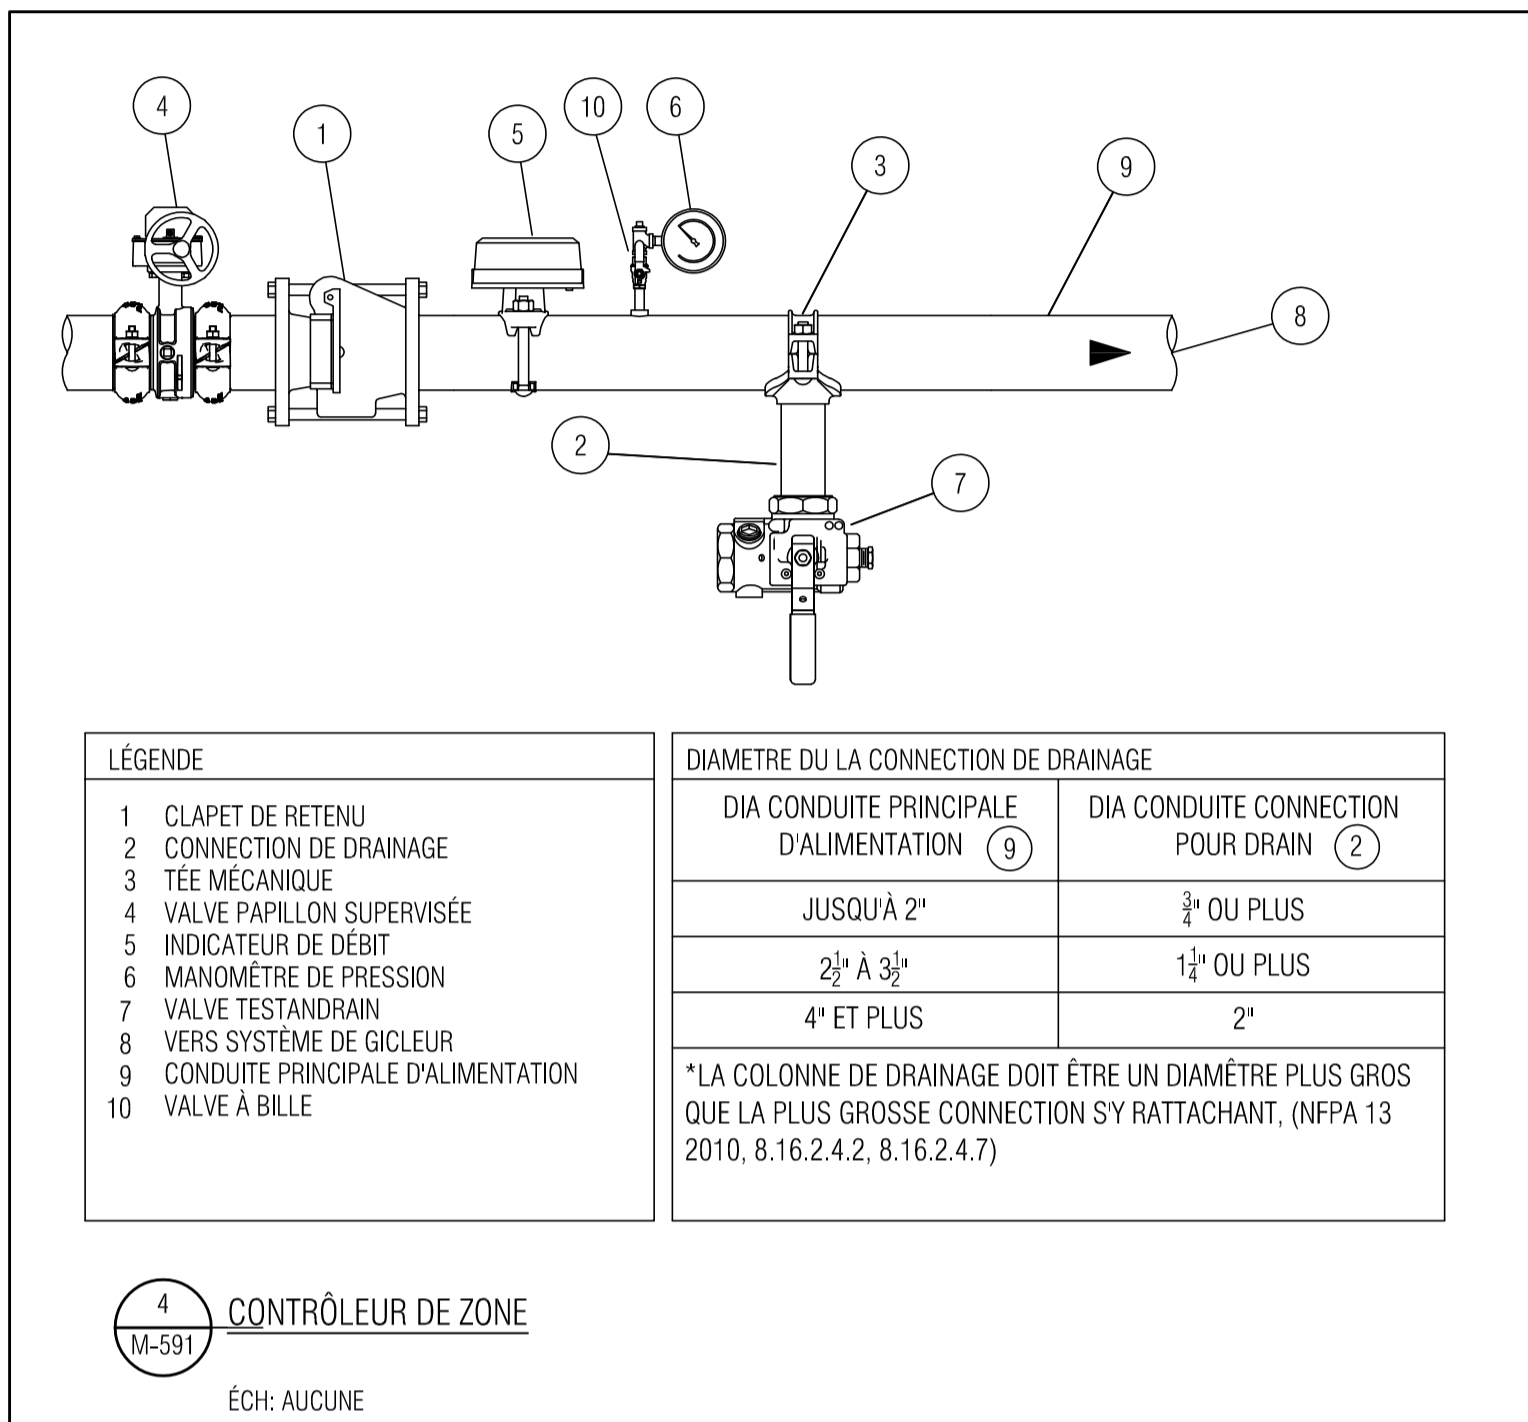 4
1
5
10
6
3
9
8
2
7
LÉGENDE
1 CLAPET DE RETENU
2 CONNECTION DE DRAINAGE
3 TÉE MÉCANIQUE
4 VALVE PAPILLON SUPERVISÉE
5 INDICATEUR DE DÉBIT
6 MANOMÊTRE DE PRESSION
7 VALVE TESTANDRAIN
8 VERS SYSTÈME DE GICLEUR
9 CONDUITE PRINCIPALE D'ALIMENTATION
10 VALVE À BILLE
DIAMETRE DU LA CONNECTION DE DRAINAGE
DIA CONDUITE PRINCIPALE
D'ALIMENTATION 9
DIA CONDUITE CONNECTION
POUR DRAIN 2
JUSQU'À 2"
3/4" OU PLUS
2 1/2" À 3 1/2"
1 1/4" OU PLUS
4" ET PLUS
2"
*LA COLONNE DE DRAINAGE DOIT ÊTRE UN DIAMÊTRE PLUS GROS
QUE LA PLUS GROSSE CONNECTION S'Y RATTACHANT, (NFPA 13
2010, 8.16.2.4.2, 8.16.2.4.7)
4
M-591
CONTRÔLEUR DE ZONE
ÉCH: AUCUNE